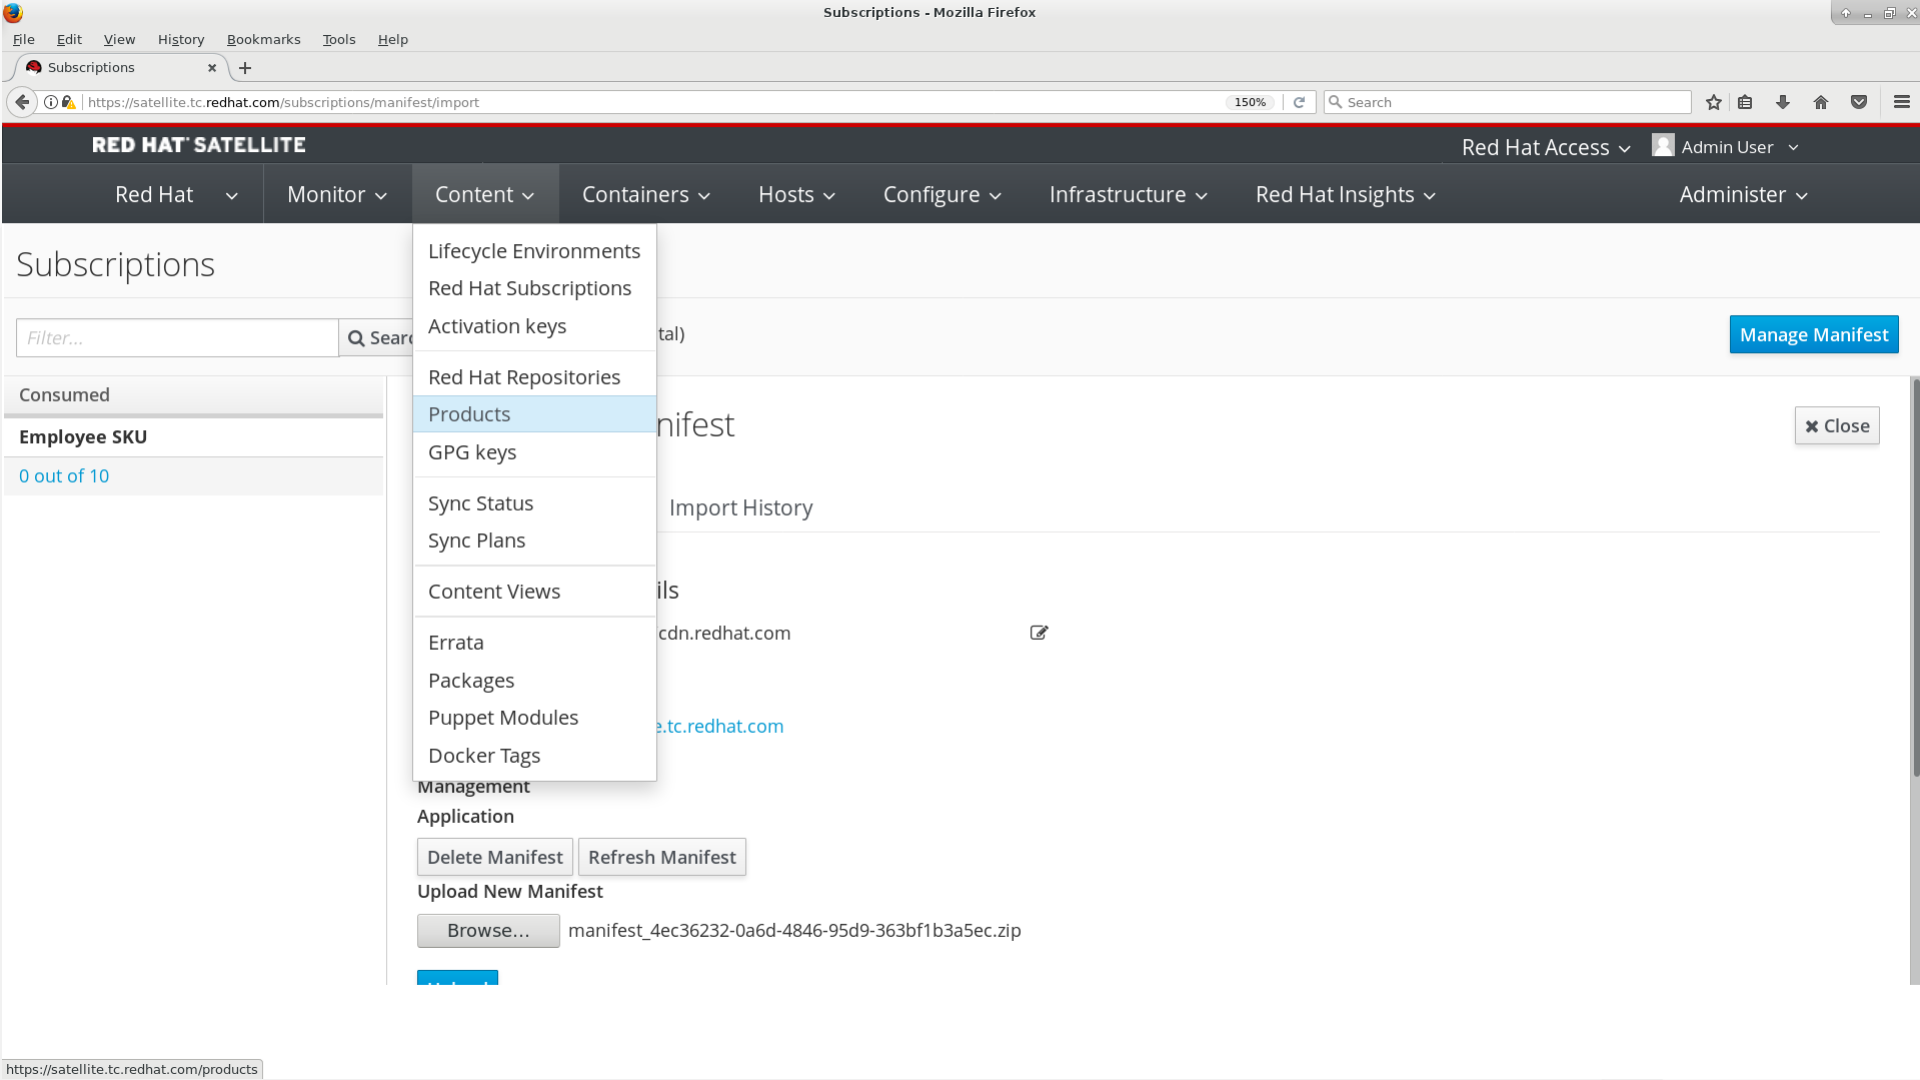 Subscriptions - Mozilla Firefox
File Edit View History Bookmarks Tools Help
Subscriptions
https://satellite.tc.redhat.com/subscriptions/manifest/import 150% Search
RED HAT SATELLITE Red Hat Access Admin User
Red Hat Monitor Content Containers Hosts Configure Infrastructure Red Hat Insights Administer
Subscriptions
Lifecycle Environments
Red Hat Subscriptions
Activation keys
Red Hat Repositories
Products
GPG keys
Sync Status
Sync Plans
Content Views
Errata
Packages
Puppet Modules
Docker Tags
Filter... Searc tal) Manage Manifest
Consumed
Employee SKU
0 out of 10
nifest Close
Import History
ils
cdn.redhat.com
e.tc.redhat.com
Management
Application
Delete Manifest Refresh Manifest
Upload New Manifest
Browse... manifest_4ec36232-0a6d-4846-95d9-363bf1b3a5ec.zip
https://satellite.tc.redhat.com/products